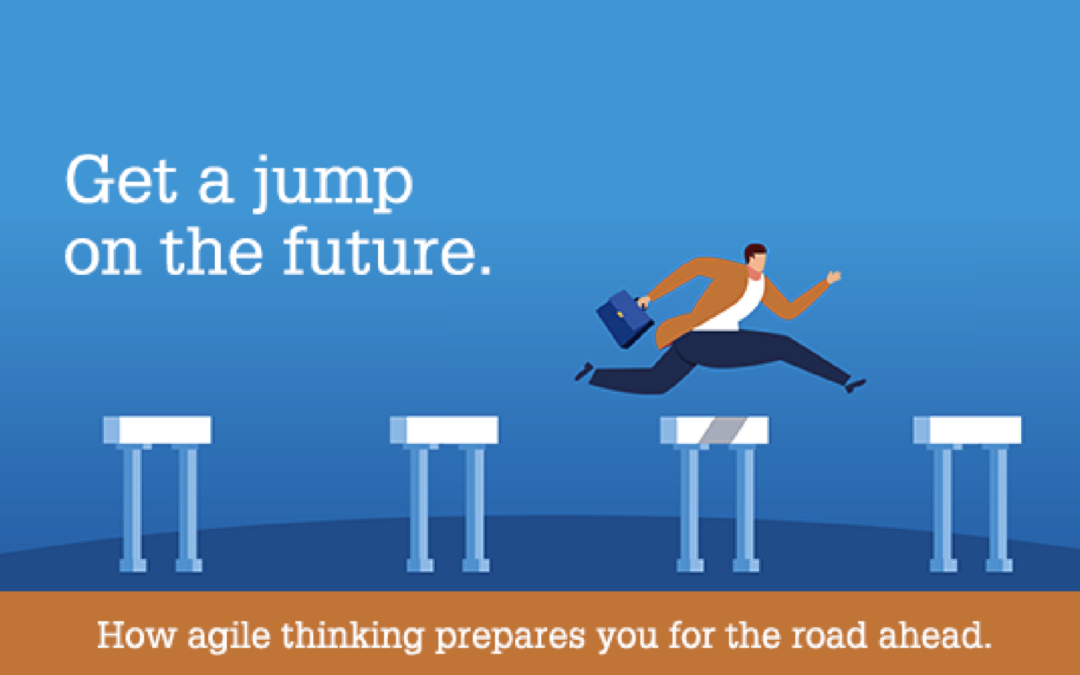 Get a jump
on the future.
How agile thinking prepares you for the road ahead.